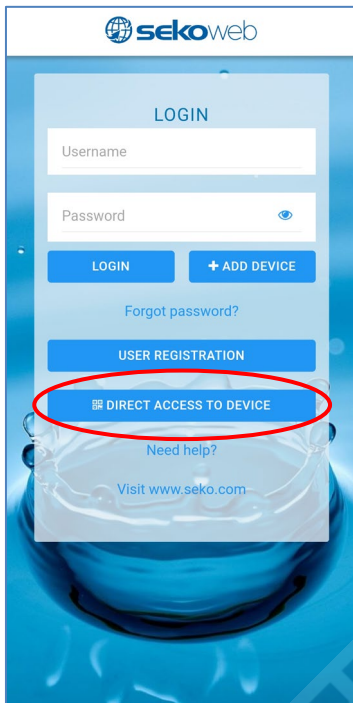 sekoweb
LOGIN
Username
Password
LOGIN
+ ADD DEVICE
Forgot password?
USER REGISTRATION
DIRECT ACCESS TO DEVICE
Need help?
Visit www.seko.com